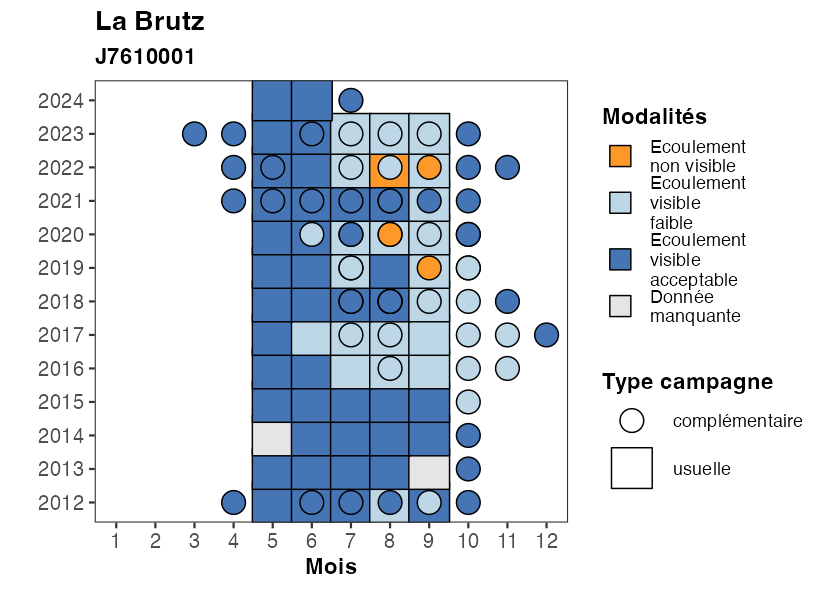 La Brutz
J7610001
2024
2023
2022
2021
2020
2019
2018
2017
2016
2015
2014
2013
2012
1 2 3 4 5 6 7 8 9 10 11 12
Mois
Modalités
Ecoulement
non visible
Ecoulement
visible
faible
Ecoulement
visible
acceptable
Donnée
manquante
Type campagne
complémentaire
usuelle